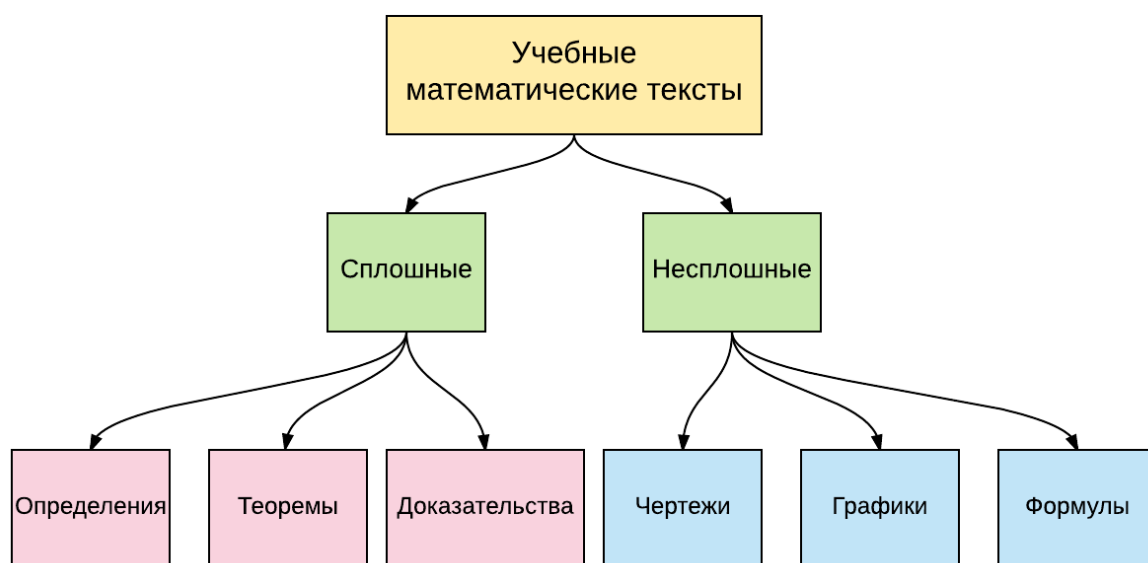 Учебные
математические тексты
Сплошные
Несплошные
Определения
Теоремы
Доказательства
Чертежи
Графики
Формулы